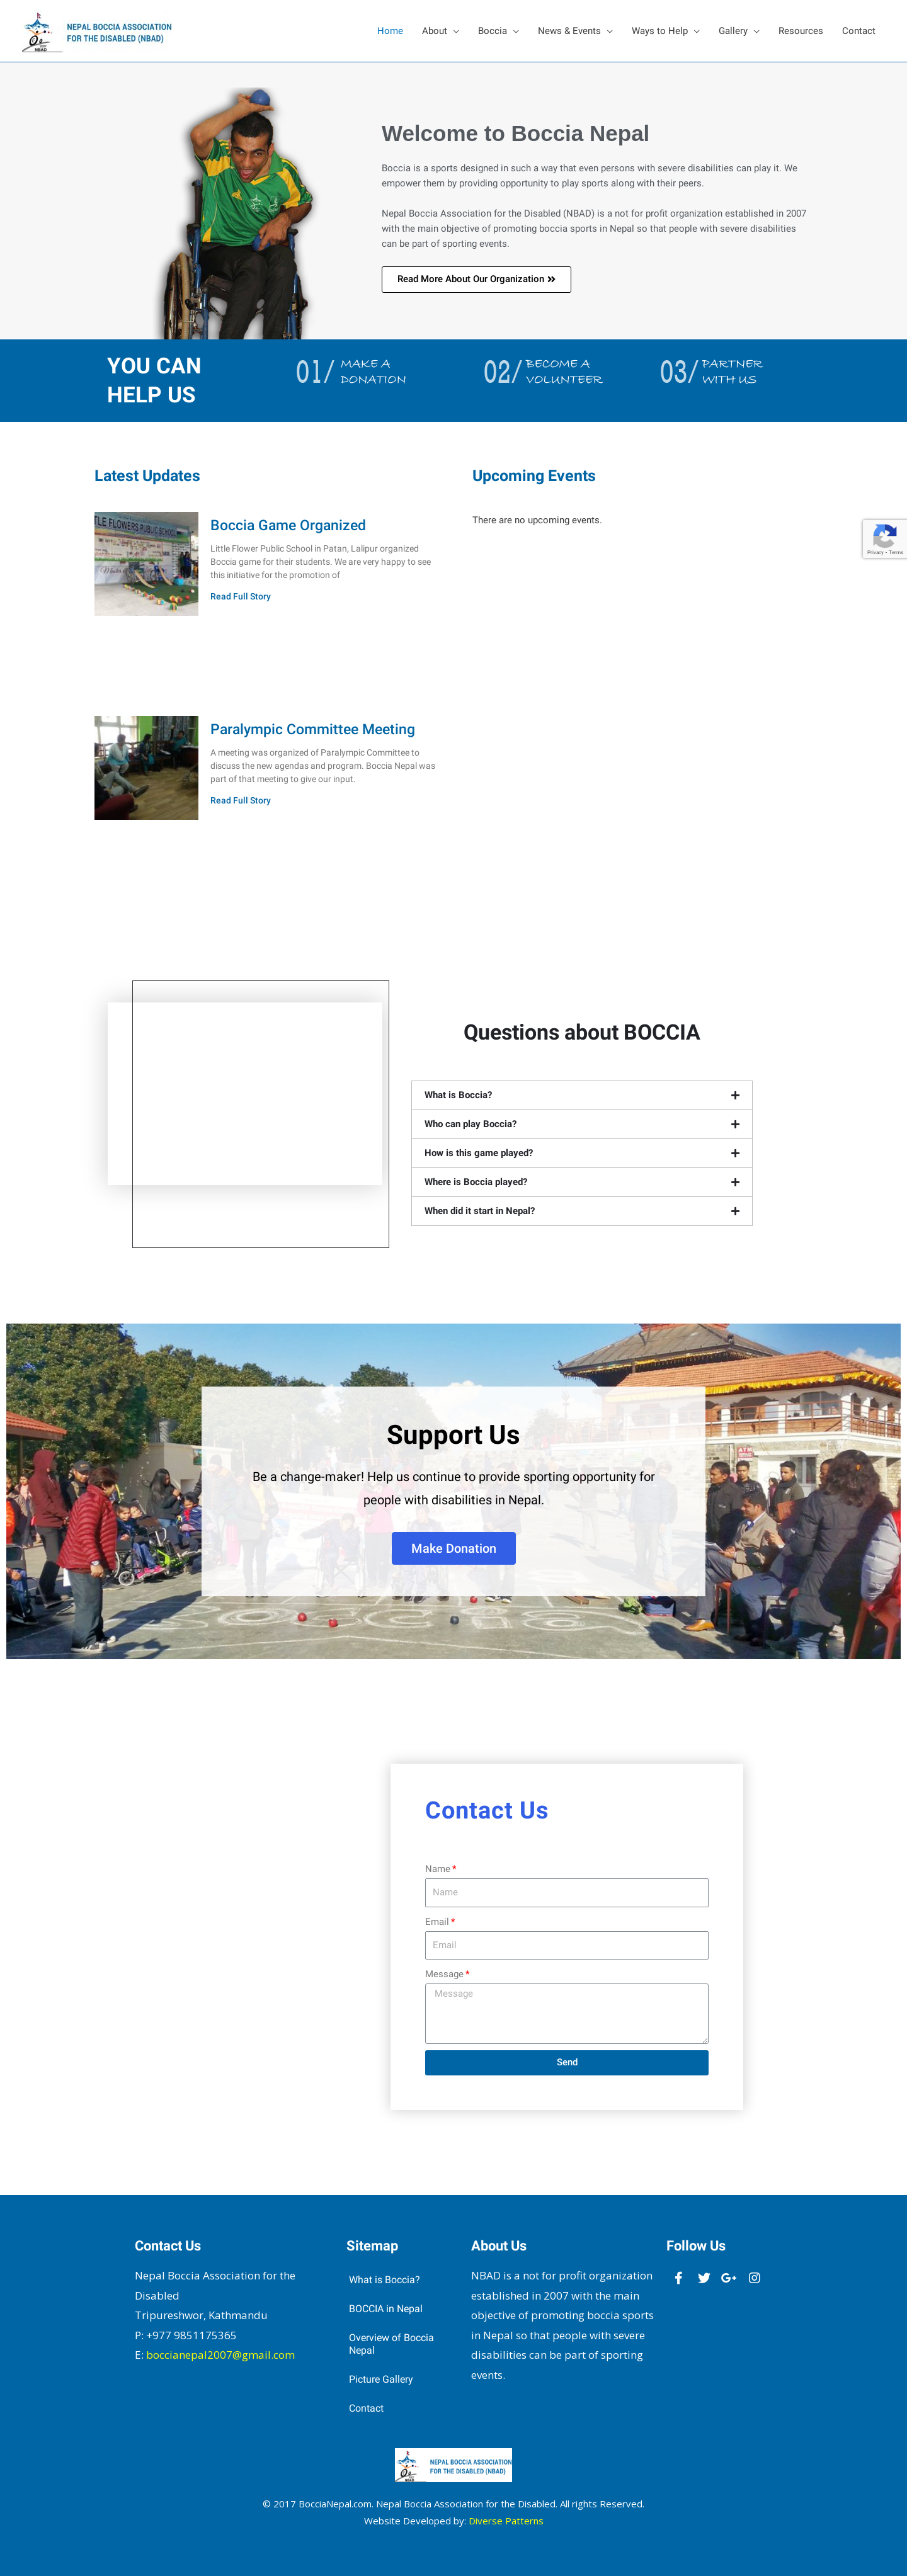 NEPAL BOCCIA ASSOCIATION
FOR THE DISABLED (NBAD)
NBAD
Home
About
Boccia
News & Events
Ways to Help
Gallery
Resources
Contact
Welcome to Boccia Nepal
Boccia is a sports designed in such a way that even persons with severe disabilities can play it. We
empower them by providing opportunity to play sports along with their peers.
Nepal Boccia Association for the Disabled (NBAD) is a not for profit organization established in 2007
with the main objective of promoting boccia sports in Nepal so that people with severe disabilities
can be part of sporting events.
Read More About Our Organization
YOU CAN
HELP US
01/ MAKE A
DONATION
02/ BECOME A
VOLUNTEER
03/ PARTNER
WITH US
Latest Updates
TLE FLOWERS PUBLIC SCHOOL
Boccia Game Organized
Little Flower Public School in Patan, Lalipur organized
Boccia game for their students. We are very happy to see
this initiative for the promotion of
Read Full Story
Paralympic Committee Meeting
A meeting was organized of Paralympic Committee to
discuss the new agendas and program. Boccia Nepal was
part of that meeting to give our input.
Read Full Story
Upcoming Events
There are no upcoming events.
Privacy - Terms
Questions about BOCCIA
What is Boccia?
Who can play Boccia?
How is this game played?
Where is Boccia played?
When did it start in Nepal?
Support Us
Be a change-maker! Help us continue to provide sporting opportunity for
people with disabilities in Nepal.
Make Donation
Contact Us
Name *
Name
Email *
Email
Message *
Message
Send
Contact Us
Nepal Boccia Association for the
Disabled
Tripureshwor, Kathmandu
P: +977 9851175365
E: boccianepal2007@gmail.com
Sitemap
What is Boccia?
BOCCIA in Nepal
Overview of Boccia
Nepal
Picture Gallery
Contact
About Us
NBAD is a not for profit organization
established in 2007 with the main
objective of promoting boccia sports
in Nepal so that people with severe
disabilities can be part of sporting
events.
Follow Us
NEPAL BOCCIA ASSOCIATION
FOR THE DISABLED (NBAD)
NBAD
© 2017 BocciaNepal.com. Nepal Boccia Association for the Disabled. All rights Reserved.
Website Developed by: Diverse Patterns